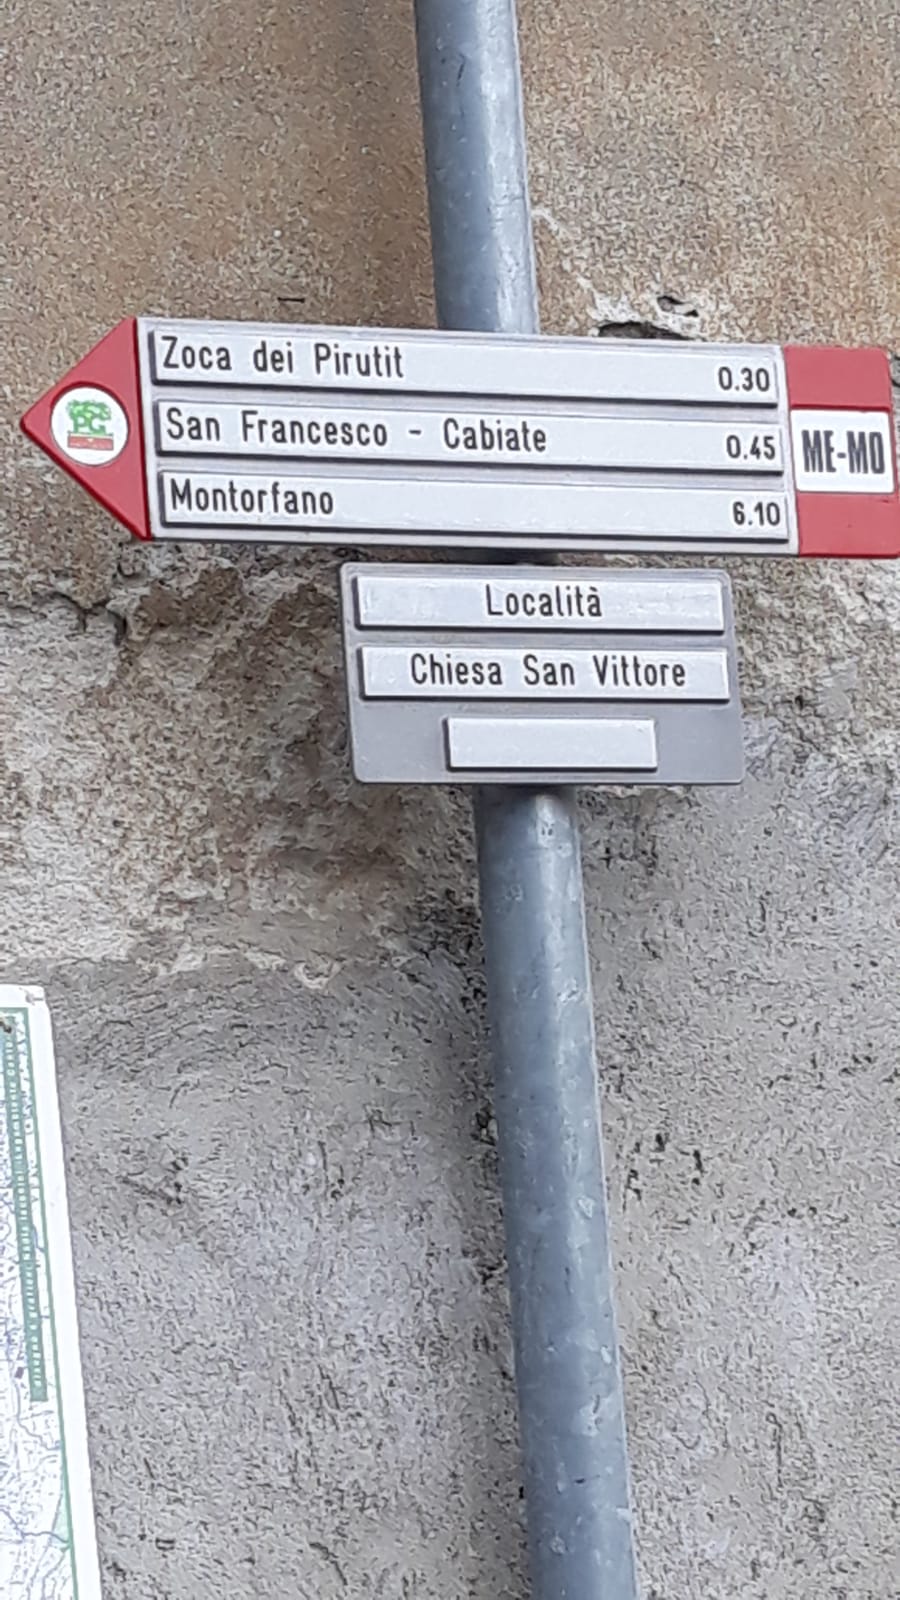 Zoca dei Pirutit 0.30
San Francesco - Cabiate 0.45
Montorfano 6.10
ME-MO
Località
Chiesa San Vittore